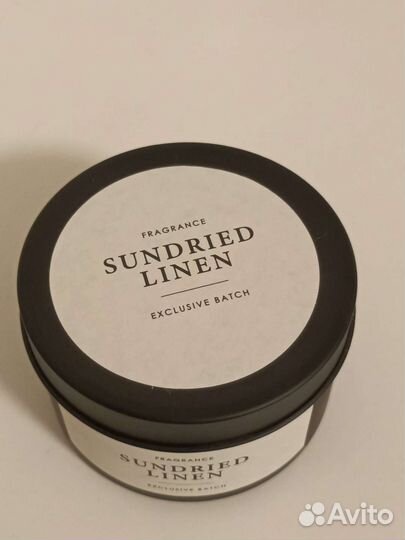 FRAGRANCE
SUNDRIED
LINEN
EXCLUSIVE BATCH
FRAGRANCE
SUNDRIED
LINEN
EXCLUSIVE BATCH
Avito